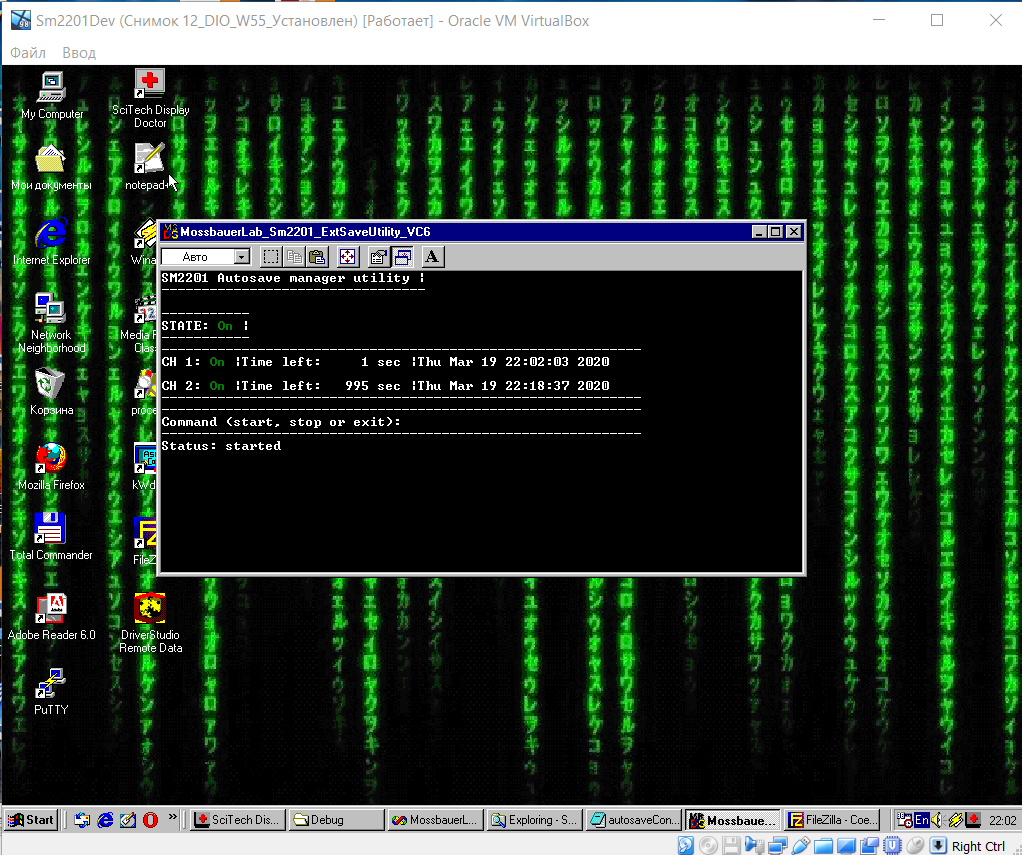 Sm2201Dev (Снимок 12_DIO_W55_Установлен) [Работает] - Oracle VM VirtualBox
Файл Ввод
My Computer
SciTech Display
Doctor
Мои документы
notepad+
Internet Explorer
Wina
Network
Neighborhood
Media P
Clas
Корзина
proce
Mozilla Firefox
kWd
Total Commander
FileZ
Adobe Reader 6.0
DriverStudio
Remote Data
PuTTY
MossbauerLab_Sm2201_ExtSaveUtility_VC6
Авто
A
SM2201 Autosave manager utility ¦
STATE: On ¦
CH 1: On ¦Time left: 1 sec ¦Thu Mar 19 22:02:03 2020
CH 2: On ¦Time left: 995 sec ¦Thu Mar 19 22:18:37 2020
Command (start, stop or exit):
Status: started
Start
»
SciTech Dis...
Debug
MossbauerL...
Exploring - S...
autosaveCon...
Mossbaue...
FileZilla - Coe...
En
22:02
Right Ctrl